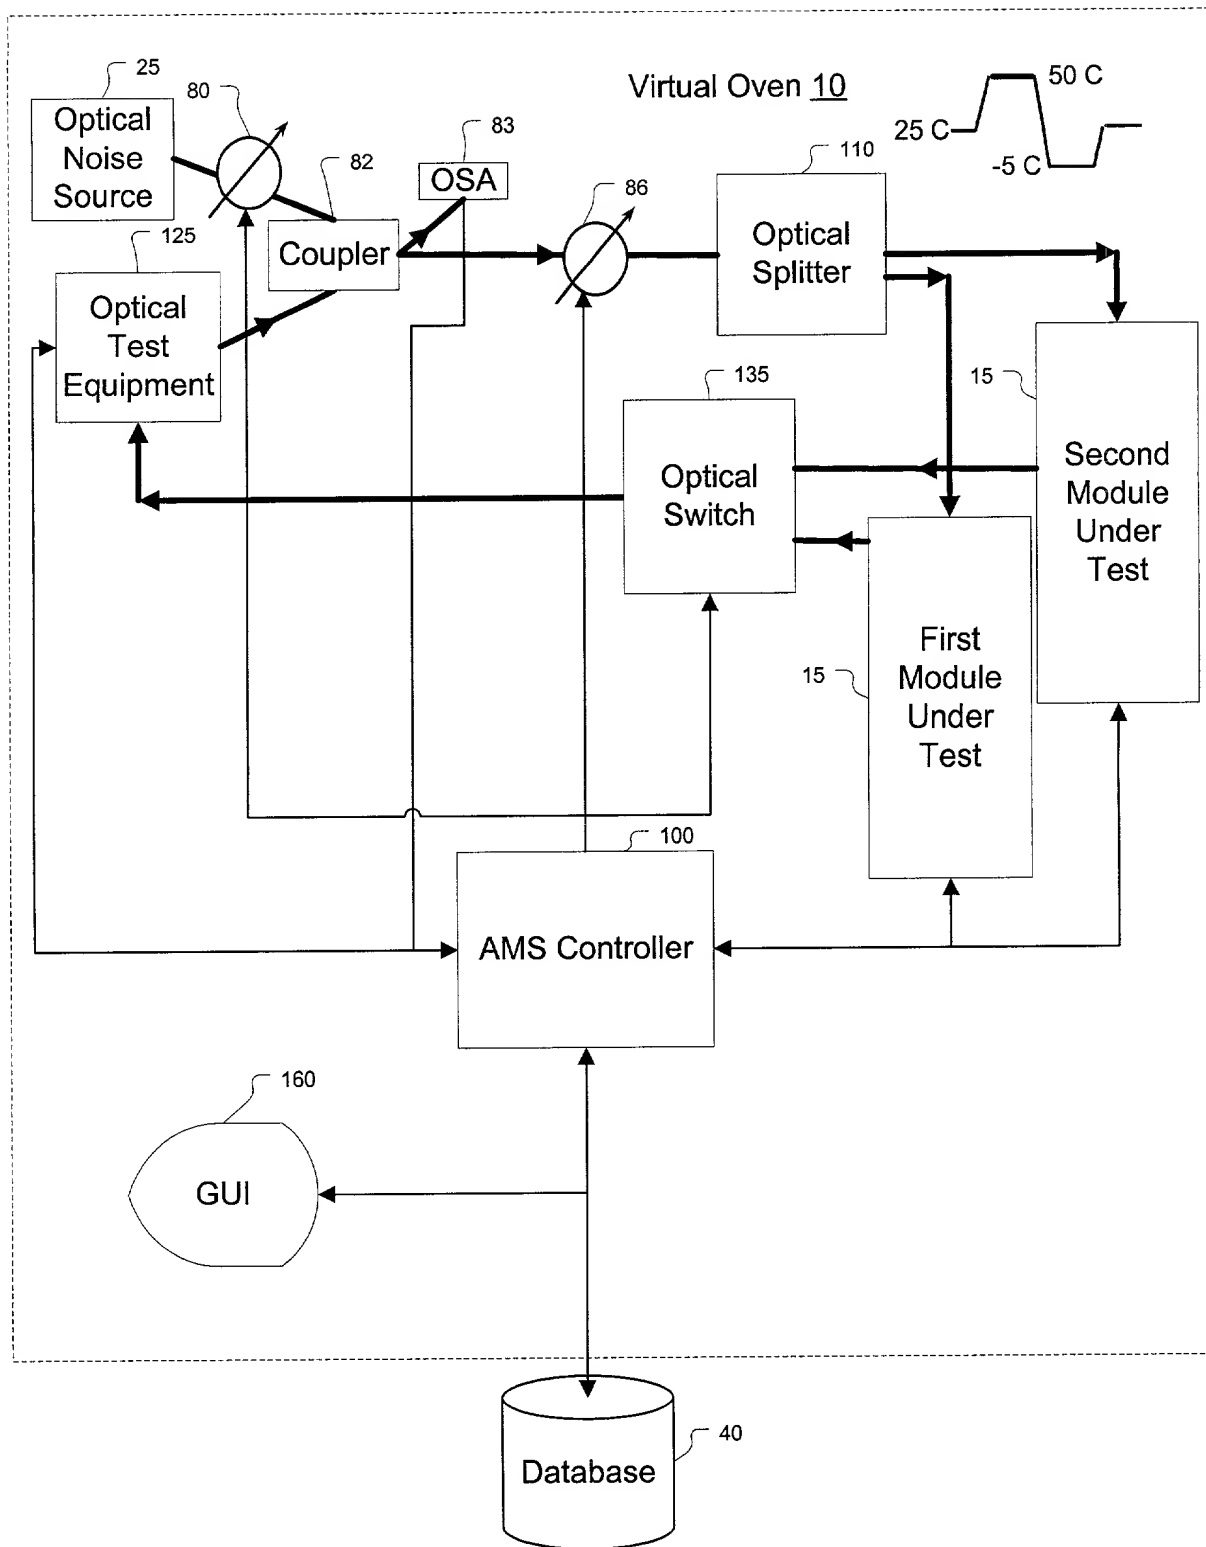 25
Optical
Noise
Source
80
82
83
OSA
Virtual Oven 10
50 C
25 C
-5 C
110
86
Optical
Splitter
125
Coupler
Optical
Test
Equipment
135
Optical
Switch
15
Second
Module
Under
Test
15
First
Module
Under
Test
100
AMS Controller
160
GUI
40
Database